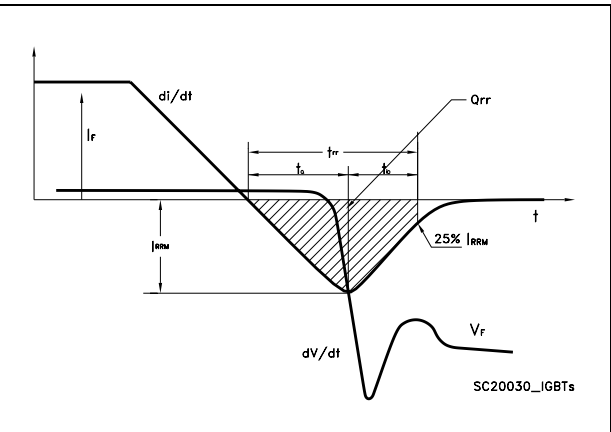 di/dt
Qrr
IF
trr
ta
tb
t
IRRM
25% IRRM
dV/dt
VF
SC20030_IGBTs